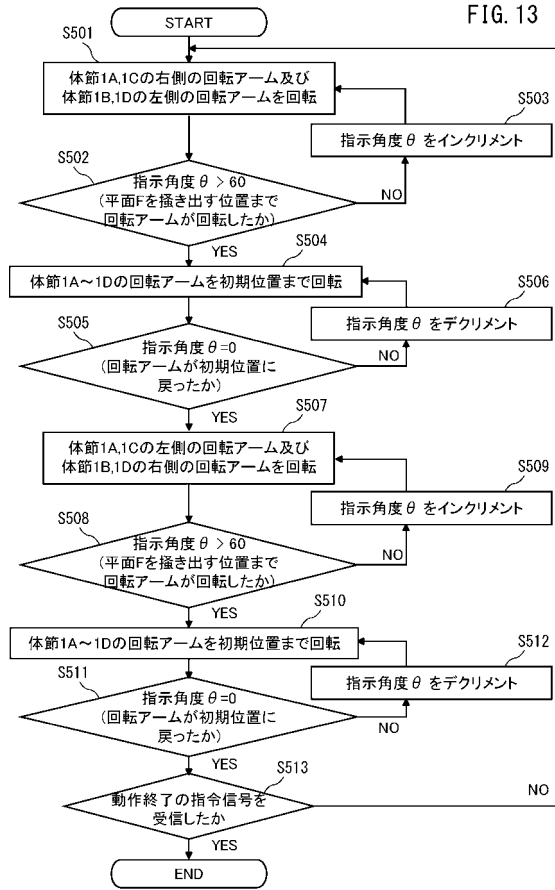 FIG. 13
START
S501
体節1A,1Cの右側の回転アーム及び
体節1B,1Dの左側の回転アームを回転
S503
指示角度θをインクリメント
S502
指示角度θ>60
(平面Fを掻き出す位置まで
回転アームが回転したか)
NO
YES
S504
体節1A～1Dの回転アームを初期位置まで回転
S506
指示角度θをデクリメント
S505
指示角度θ=0
(回転アームが初期位置に
戻ったか)
NO
YES
S507
体節1A,1Cの左側の回転アーム及び
体節1B,1Dの右側の回転アームを回転
S509
指示角度θをインクリメント
S508
指示角度θ>60
(平面Fを掻き出す位置まで
回転アームが回転したか)
NO
YES
S510
体節1A～1Dの回転アームを初期位置まで回転
S512
指示角度θをデクリメント
S511
指示角度θ=0
(回転アームが初期位置に
戻ったか)
NO
YES
S513
動作終了の指令信号を
受信したか
NO
YES
END